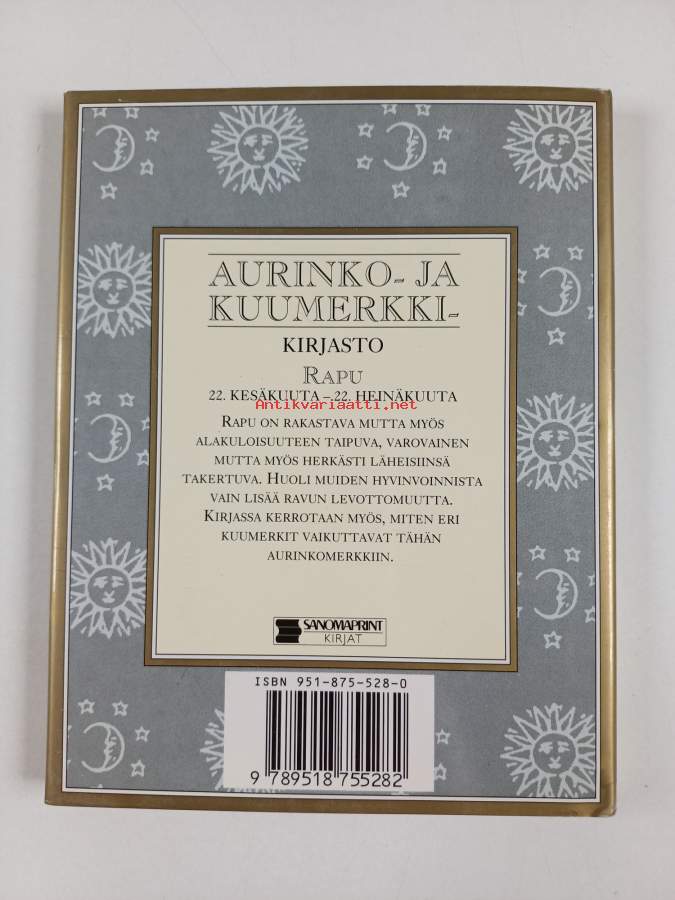 AURINKO- JA
KUUMERKKI-
KIRJASTO
RAPU
22. KESÄKUUTA – 22. HEINÄKUUTA
Antikvariaatti.net
RAPU ON RAKASTAVA MUTTA MYÖS
ALAKULOISUUTEEN TAIPUVA, VAROVAINEN
MUTTA MYÖS HERKÄSTI LÄHEISIINSÄ
TAKERTUVA. HUOLI MUIDEN HYVINVOINNISTA
VAIN LISÄÄ RAVUN LEVOTTOMUUTTA.
KIRJASSA KERROTAAN MYÖS, MITEN ERI
KUUMERKIT VAIKUTTAVAT TÄHÄN
AURINKOMERKKIIN.
SANOMAPRINT
KIRJAT
ISBN 951-875-528-0
9 789518 755282